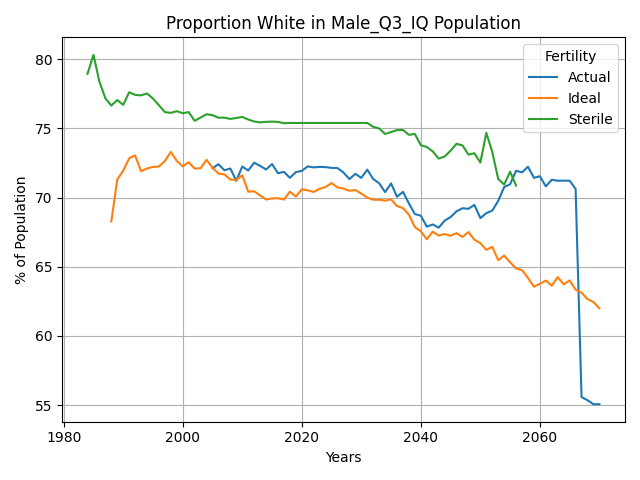 Proportion White in Male_Q3_IQ Population
% of Population
80
75
70
65
60
55
1980
2000
2020
2040
2060
Years
Fertility
Actual
Ideal
Sterile